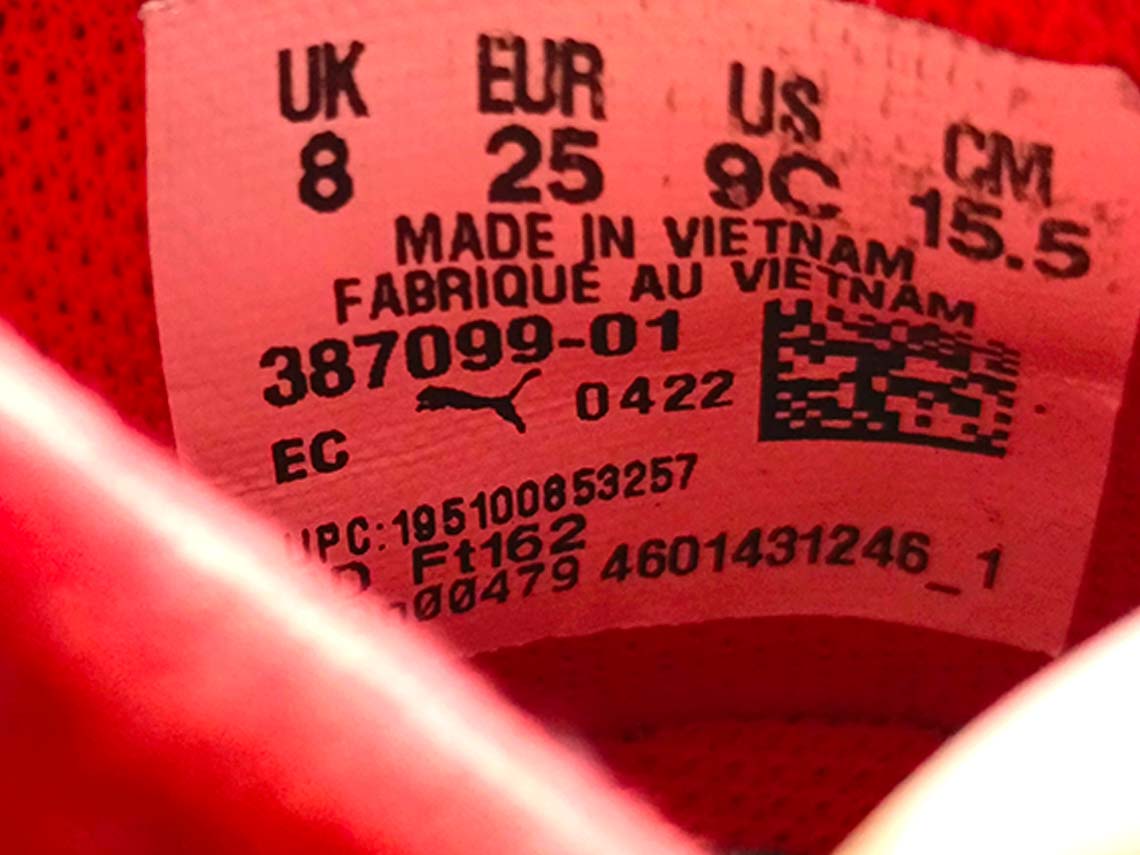 UK EUR US CM
8 25 9C 15.5
MADE IN VIETNAM
FABRIQUE AU VIETNAM
387099-01
0422
EC
UPC:195100853257
Ft162
00479 4601431246_1